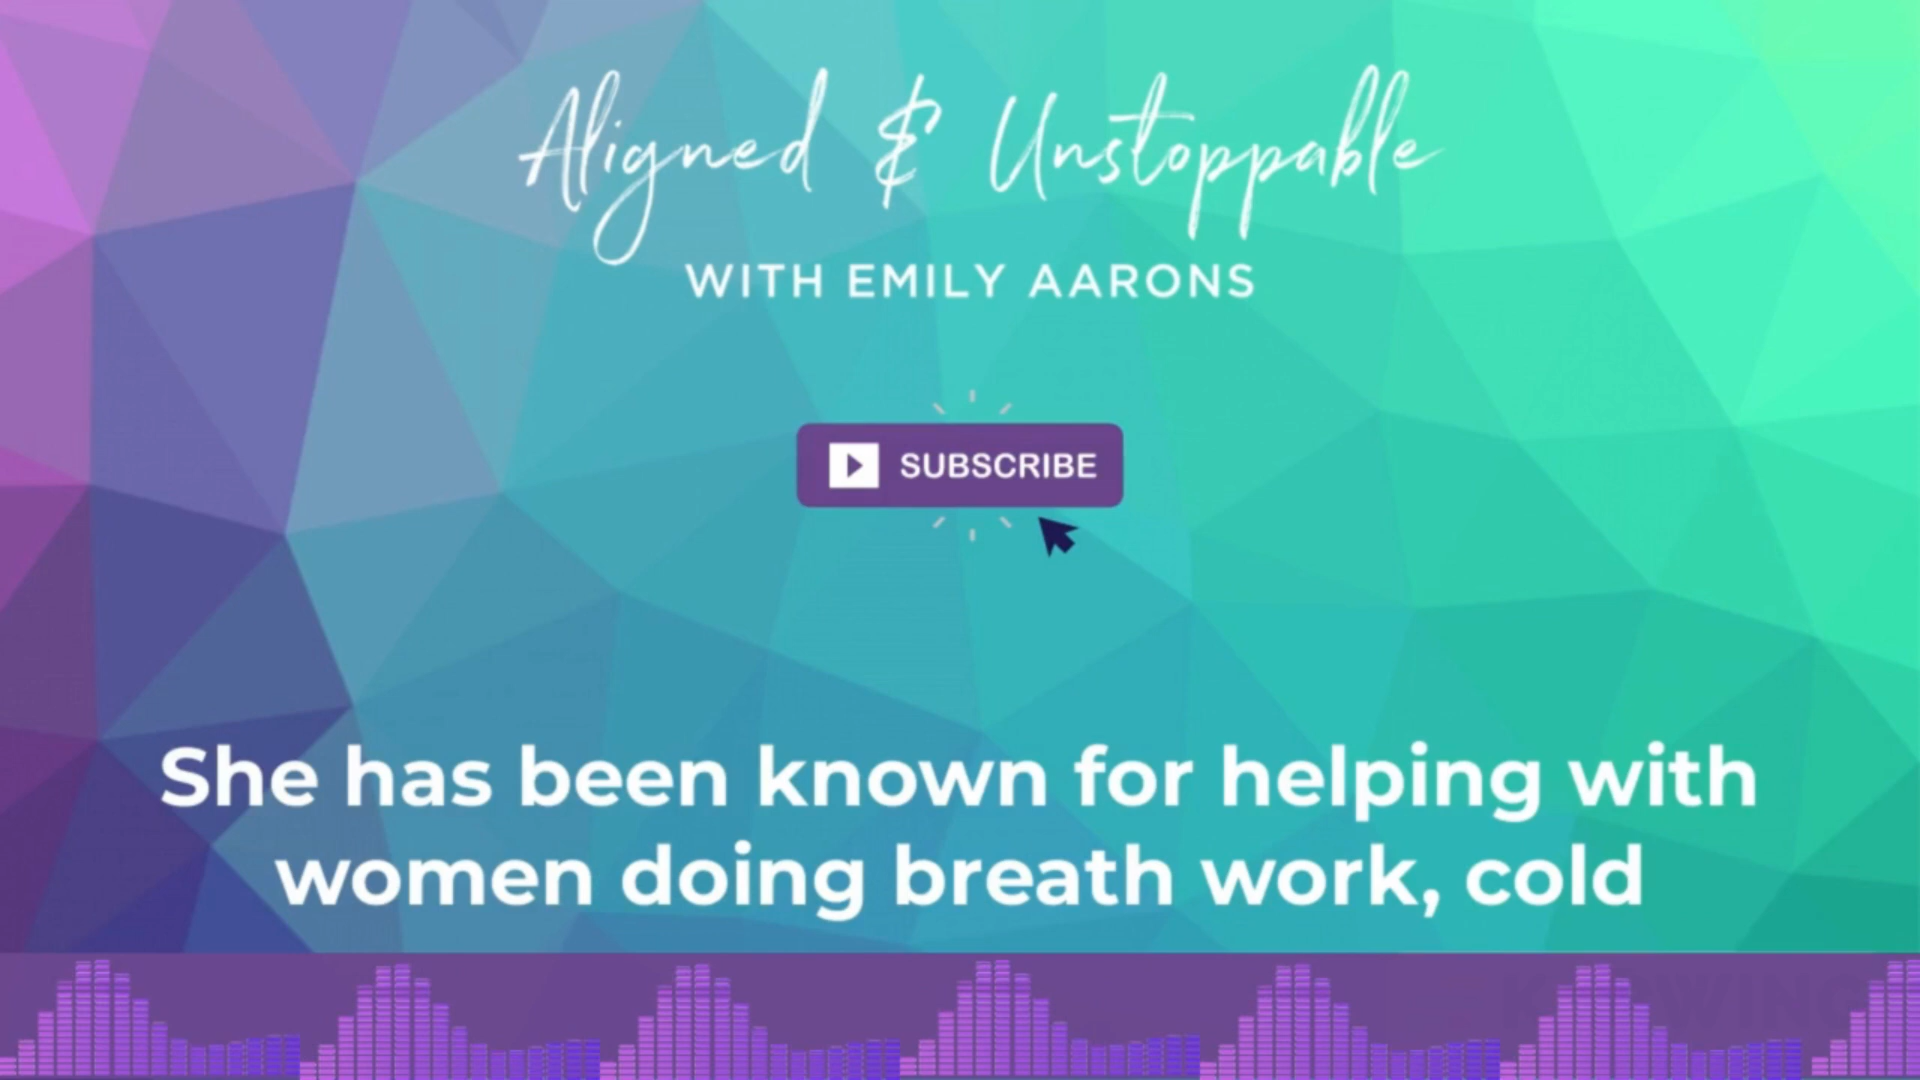 Aligned & Unstoppable
WITH EMILY AARONS
SUBSCRIBE
She has been known for helping with
women doing breath work, cold